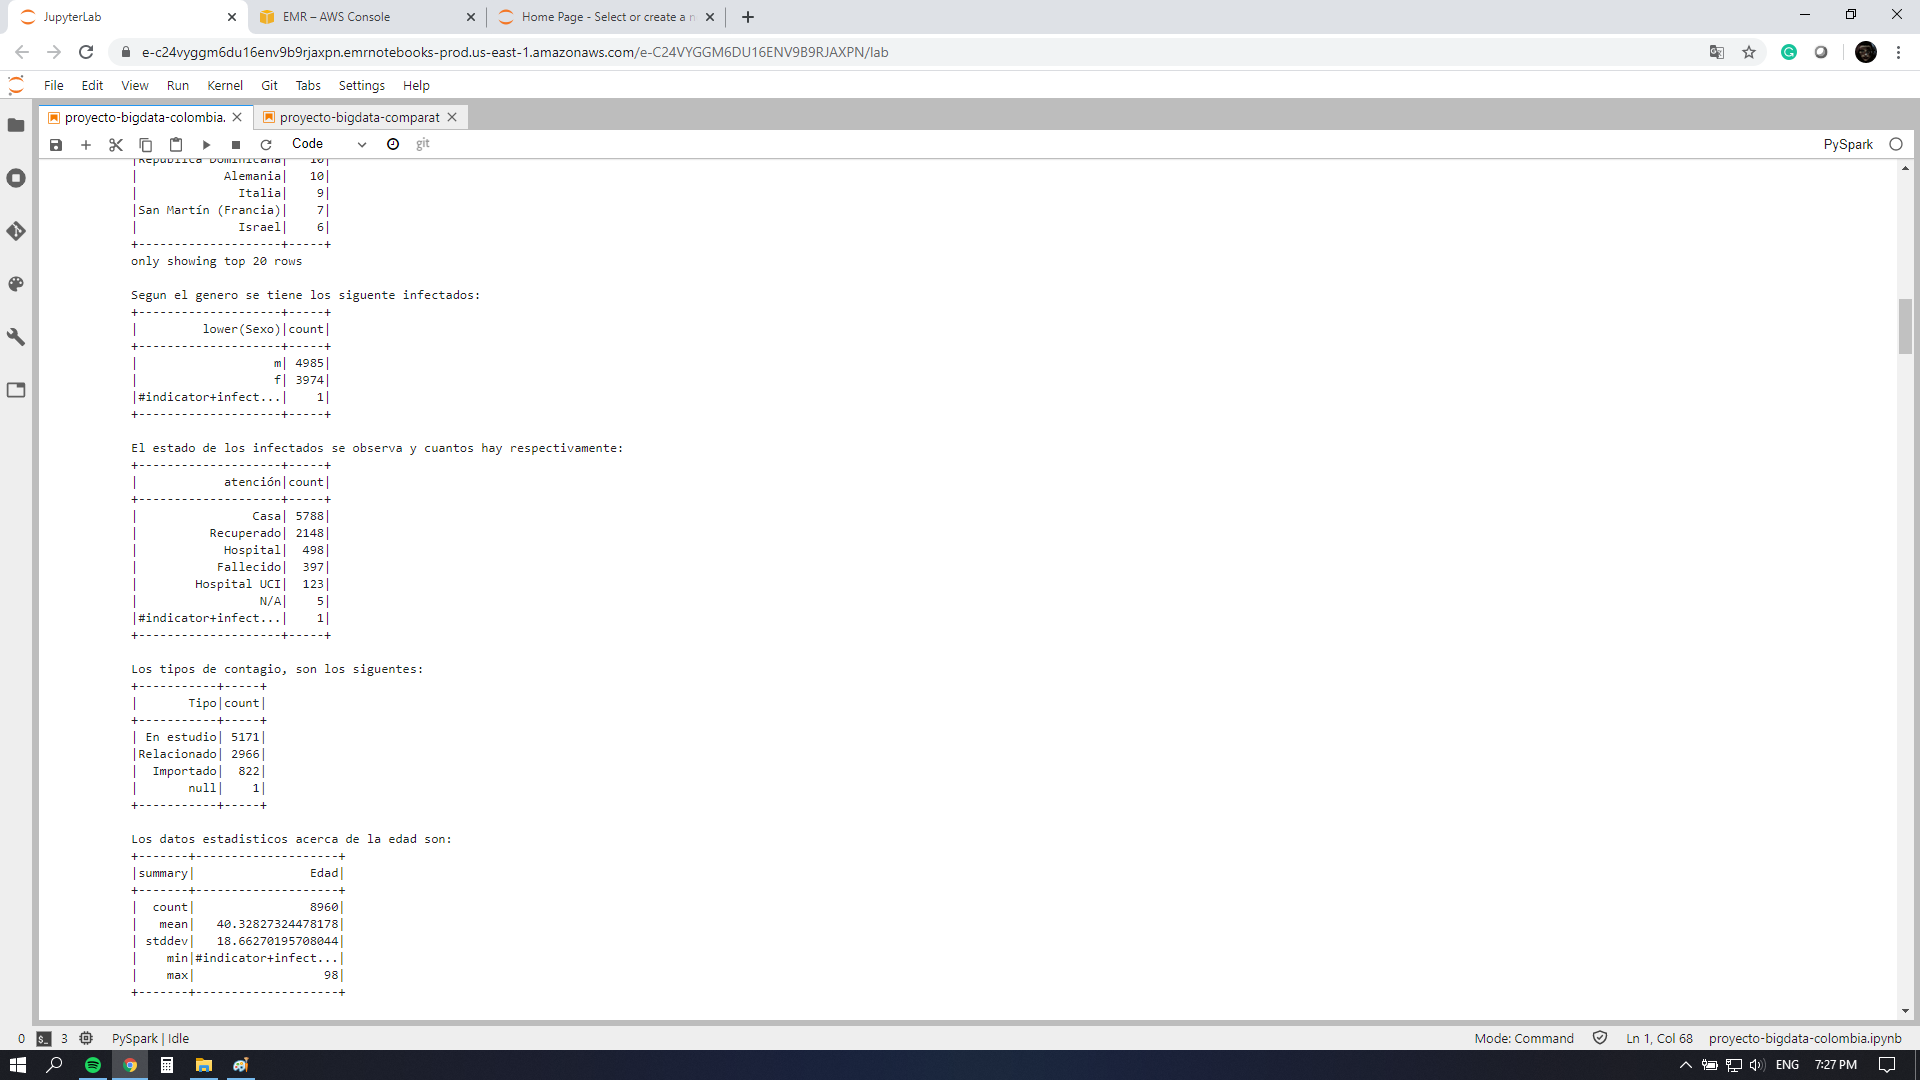 JupyterLab
EMR – AWS Console
Home Page - Select or create a n
e-c24vyggm6du16env9b9rjaxpn.emrnotebooks-prod.us-east-1.amazonaws.com/e-C24VYGGM6DU16ENV9B9RJAXPN/lab
File Edit View Run Kernel Git Tabs Settings Help
proyecto-bigdata-colombia.
proyecto-bigdata-comparat
Code
git
PySpark
|República Dominicana|   10|
|            Alemania|   10|
|              Italia|    9|
|San Martín (Francia)|    7|
|              Israel|    6|
+--------------------+-----+
only showing top 20 rows
Segun el genero se tiene los siguente infectados:
+--------------------+-----+
|         lower(Sexo)|count|
+--------------------+-----+
|                   m| 4985|
|                   f| 3974|
|#indicator+infect...|    1|
+--------------------+-----+
El estado de los infectados se observa y cuantos hay respectivamente:
+--------------------+-----+
|            atención|count|
+--------------------+-----+
|                Casa| 5788|
|          Recuperado| 2148|
|            Hospital|  498|
|           Fallecido|  397|
|        Hospital UCI|  123|
|                 N/A|    5|
|#indicator+infect...|    1|
+--------------------+-----+
Los tipos de contagio, son los siguentes:
+-----------+-----+
|       Tipo|count|
+-----------+-----+
| En estudio| 5171|
|Relacionado| 2966|
|  Importado|  822|
|       null|    1|
+-----------+-----+
Los datos estadisticos acerca de la edad son:
+-------+--------------------+
|summary|                Edad|
+-------+--------------------+
|  count|                8960|
|   mean|   40.32827324478178|
| stddev|   18.66270195708044|
|    min|#indicator+infect...|
|    max|                  98|
+-------+--------------------+
0
3
PySpark | Idle
Mode: Command
Ln 1, Col 68
proyecto-bigdata-colombia.ipynb
ENG
7:27 PM